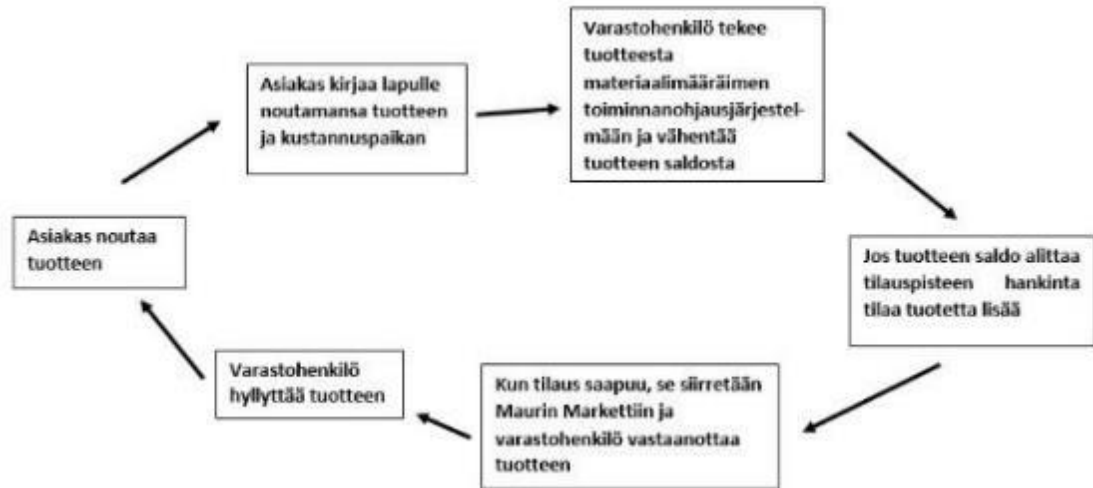 Varastohenkilö tekee
tuotteesta
materiaalimääräimen
toiminnanohjausjärjestel-
mään ja vähentää
tuotteen saldosta
Asiakas kirjaa lapulle
noutamansa tuotteen
ja kustannuspaikan
Asiakas noutaa
tuotteen
Jos tuotteen saldo alittaa
tilauspisteen hankinta
tilaa tuotetta lisää
Varastohenkilö
hyllyttää tuotteen
Kun tilaus saapuu, se siirretään
Maurin Markettiin ja
varastohenkilö vastaanottaa
tuotteen